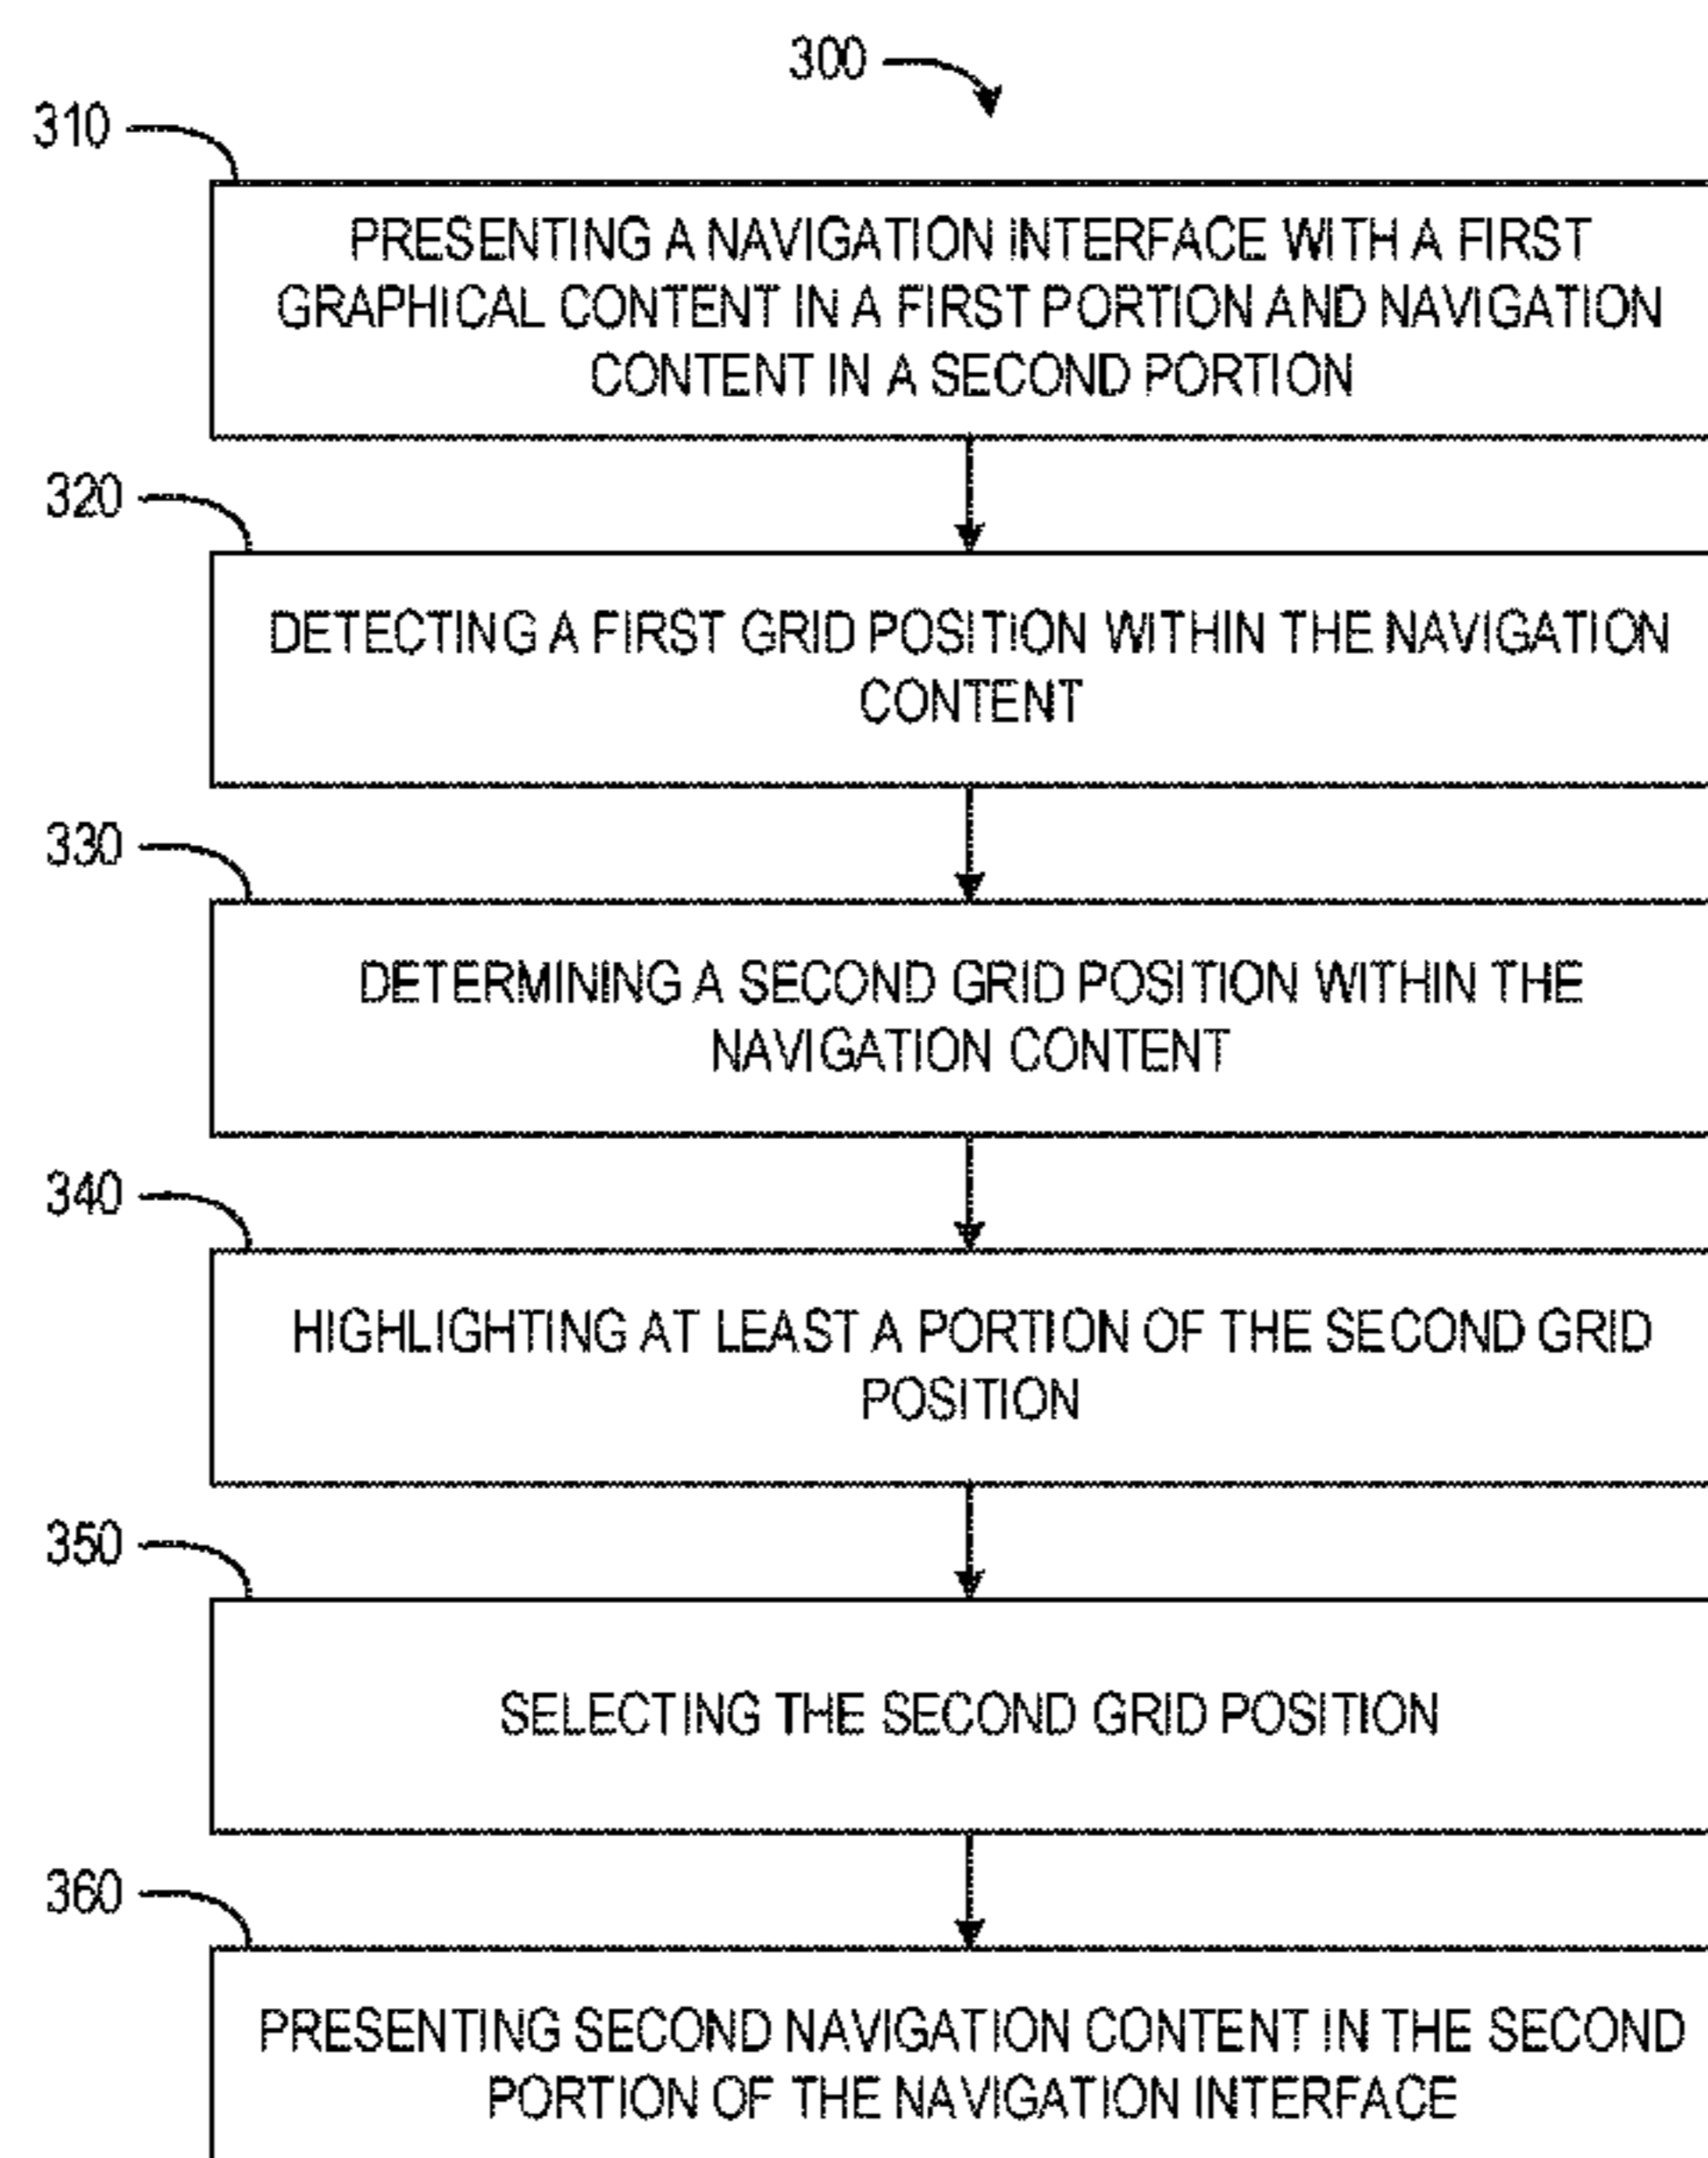 300
310
PRESENTING A NAVIGATION INTERFACE WITH A FIRST
GRAPHICAL CONTENT IN A FIRST PORTION AND NAVIGATION
CONTENT IN A SECOND PORTION
320
DETECTING A FIRST GRID POSITION WITHIN THE NAVIGATION
CONTENT
330
DETERMINING A SECOND GRID POSITION WITHIN THE
NAVIGATION CONTENT
340
HIGHLIGHTING AT LEAST A PORTION OF THE SECOND GRID
POSITION
350
SELECTING THE SECOND GRID POSITION
360
PRESENTING SECOND NAVIGATION CONTENT IN THE SECOND
PORTION OF THE NAVIGATION INTERFACE